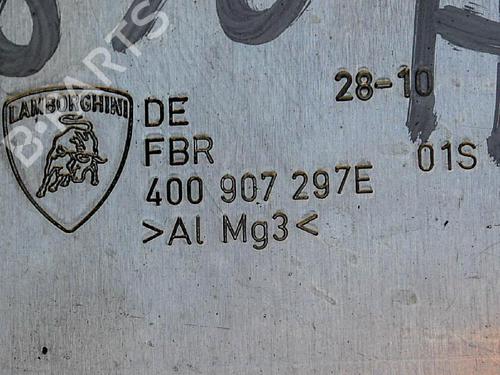 B-PARTS
LAMBORGHINI
DE 28-10
FBR 01S
400 907 297E
>Al Mg3<